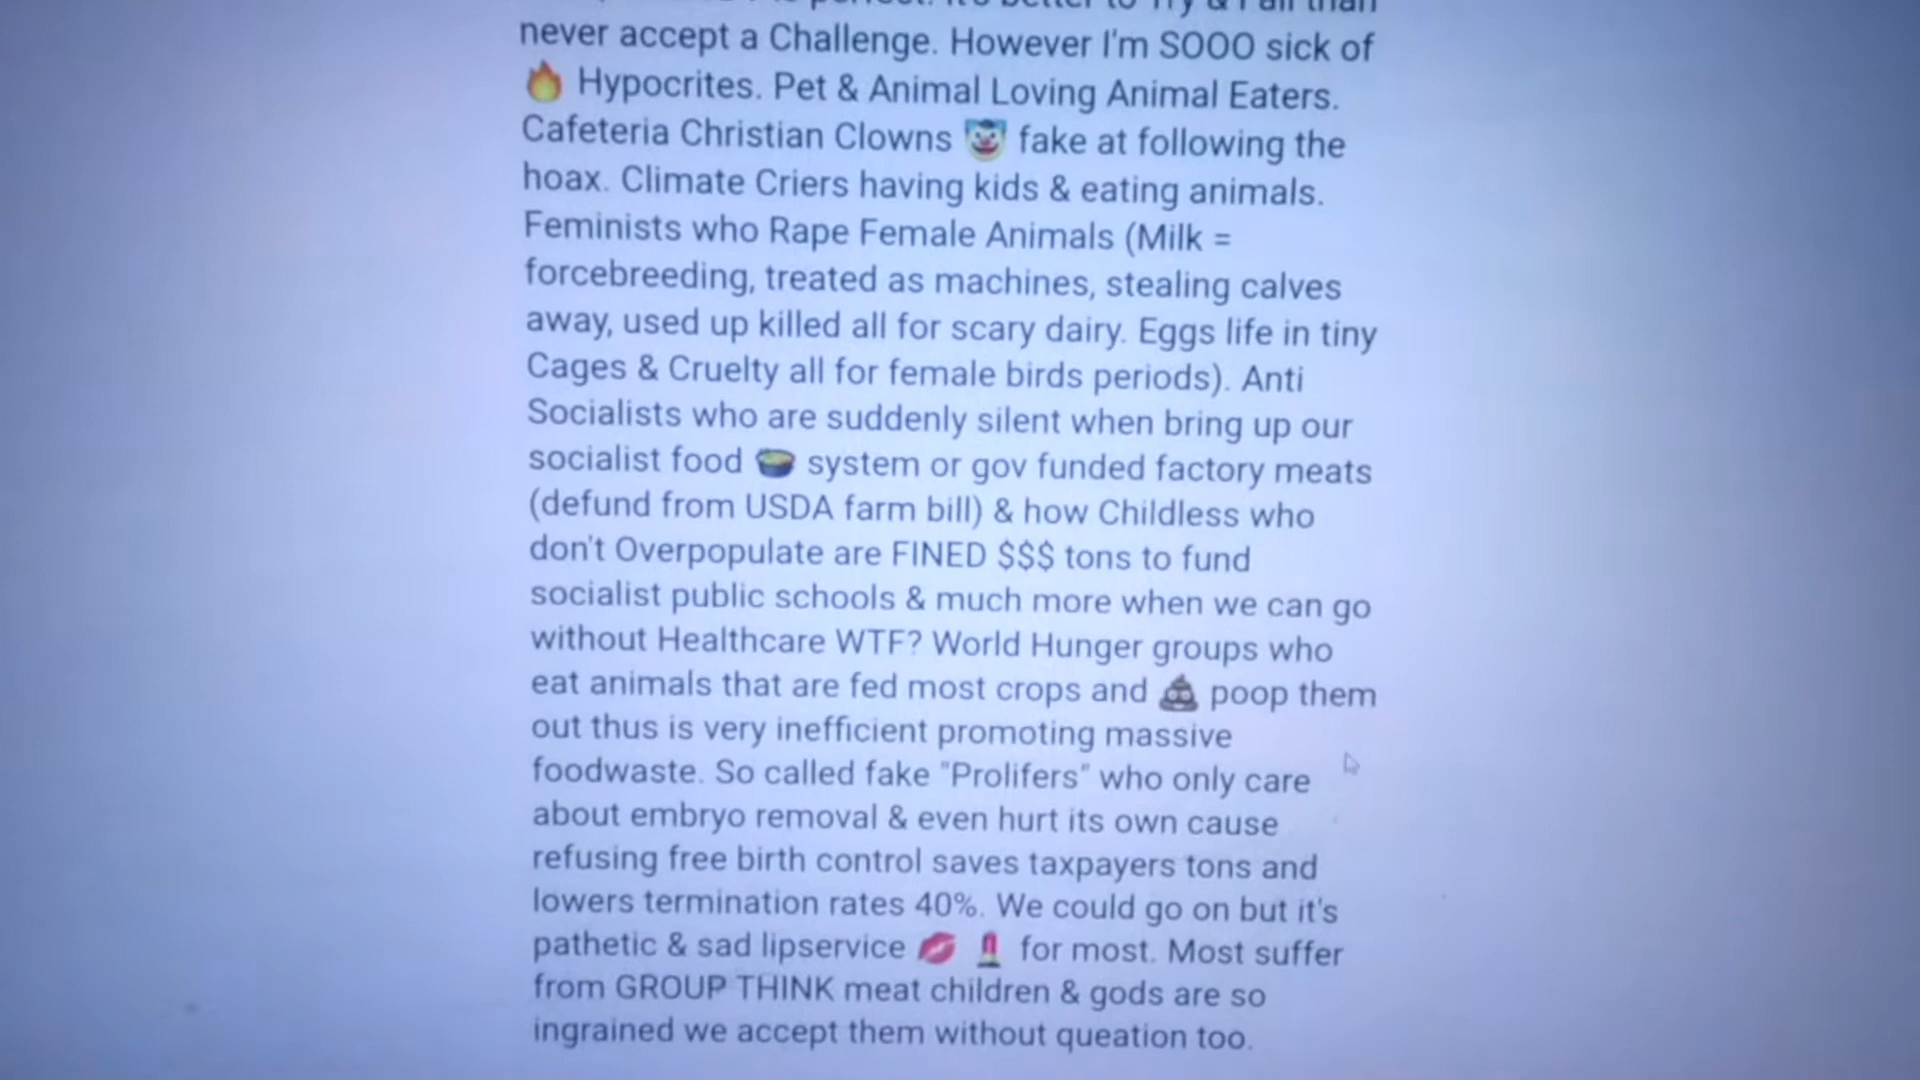 is perfect. It's better to Try & Fail than
never accept a Challenge. However I'm SOOO sick of
🔥 Hypocrites. Pet & Animal Loving Animal Eaters.
Cafeteria Christian Clowns 🤡 fake at following the
hoax. Climate Criers having kids & eating animals.
Feminists who Rape Female Animals (Milk =
forcebreeding, treated as machines, stealing calves
away, used up killed all for scary dairy. Eggs life in tiny
Cages & Cruelty all for female birds periods). Anti
Socialists who are suddenly silent when bring up our
socialist food 🍲 system or gov funded factory meats
(defund from USDA farm bill) & how Childless who
don't Overpopulate are FINED $$$ tons to fund
socialist public schools & much more when we can go
without Healthcare WTF? World Hunger groups who
eat animals that are fed most crops and 💩 poop them
out thus is very inefficient promoting massive
foodwaste. So called fake "Prolifers" who only care
about embryo removal & even hurt its own cause
refusing free birth control saves taxpayers tons and
lowers termination rates 40%. We could go on but it's
pathetic & sad lipservice 💋 💄 for most. Most suffer
from GROUP THINK meat children & gods are so
ingrained we accept them without queation too.